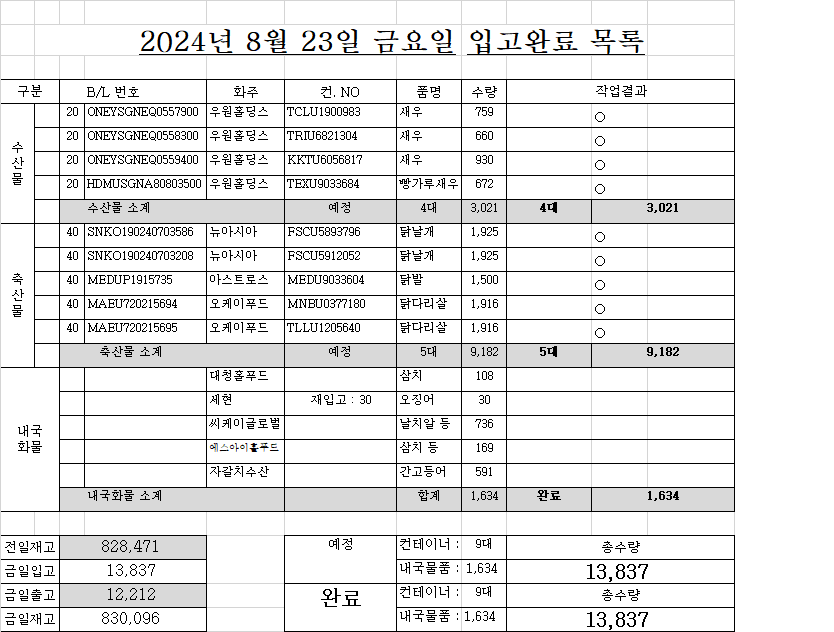 2024년 8월 23일 금요일 입고완료 목록
구분 B/L 번호 화주 컨. NO 품명 수량 작업결과
수산물
20 ONEYSGNEQ0557900 우원홀딩스 TCLU1900983 새우 759 ○
20 ONEYSGNEQ0558300 우원홀딩스 TRIU6821304 새우 660 ○
20 ONEYSGNEQ0559400 우원홀딩스 KKTU6056817 새우 930 ○
20 HDMUSGNA80803500 우원홀딩스 TEXU9033684 빵가루새우 672 ○
수산물 소계 예정 4대 3,021 4대 3,021
축산물
40 SNKO190240703586 뉴아시아 FSCU5893796 닭날개 1,925 ○
40 SNKO190240703208 뉴아시아 FSCU5912052 닭날개 1,925 ○
40 MEDUP1915735 아스트로스 MEDU9033604 닭발 1,500 ○
40 MAEU720215694 오케이푸드 MNBU0377180 닭다리살 1,916 ○
40 MAEU720215695 오케이푸드 TLLU1205640 닭다리살 1,916 ○
축산물 소계 예정 5대 9,182 5대 9,182
내국
화물
대청홀푸드 삼치 108
세현 재입고 : 30 오징어 30
씨케이글로벌 날치알 등 736
에스아이홀푸드 삼치 등 169
자갈치수산 간고등어 591
내국화물 소계 합계 1,634 완료 1,634
전일재고 828,471 예정 컨테이너 : 9대 총수량
금일입고 13,837 내국물품 : 1,634 13,837
금일출고 12,212 완료 컨테이너 : 9대 총수량
금일재고 830,096 내국물품 : 1,634 13,837